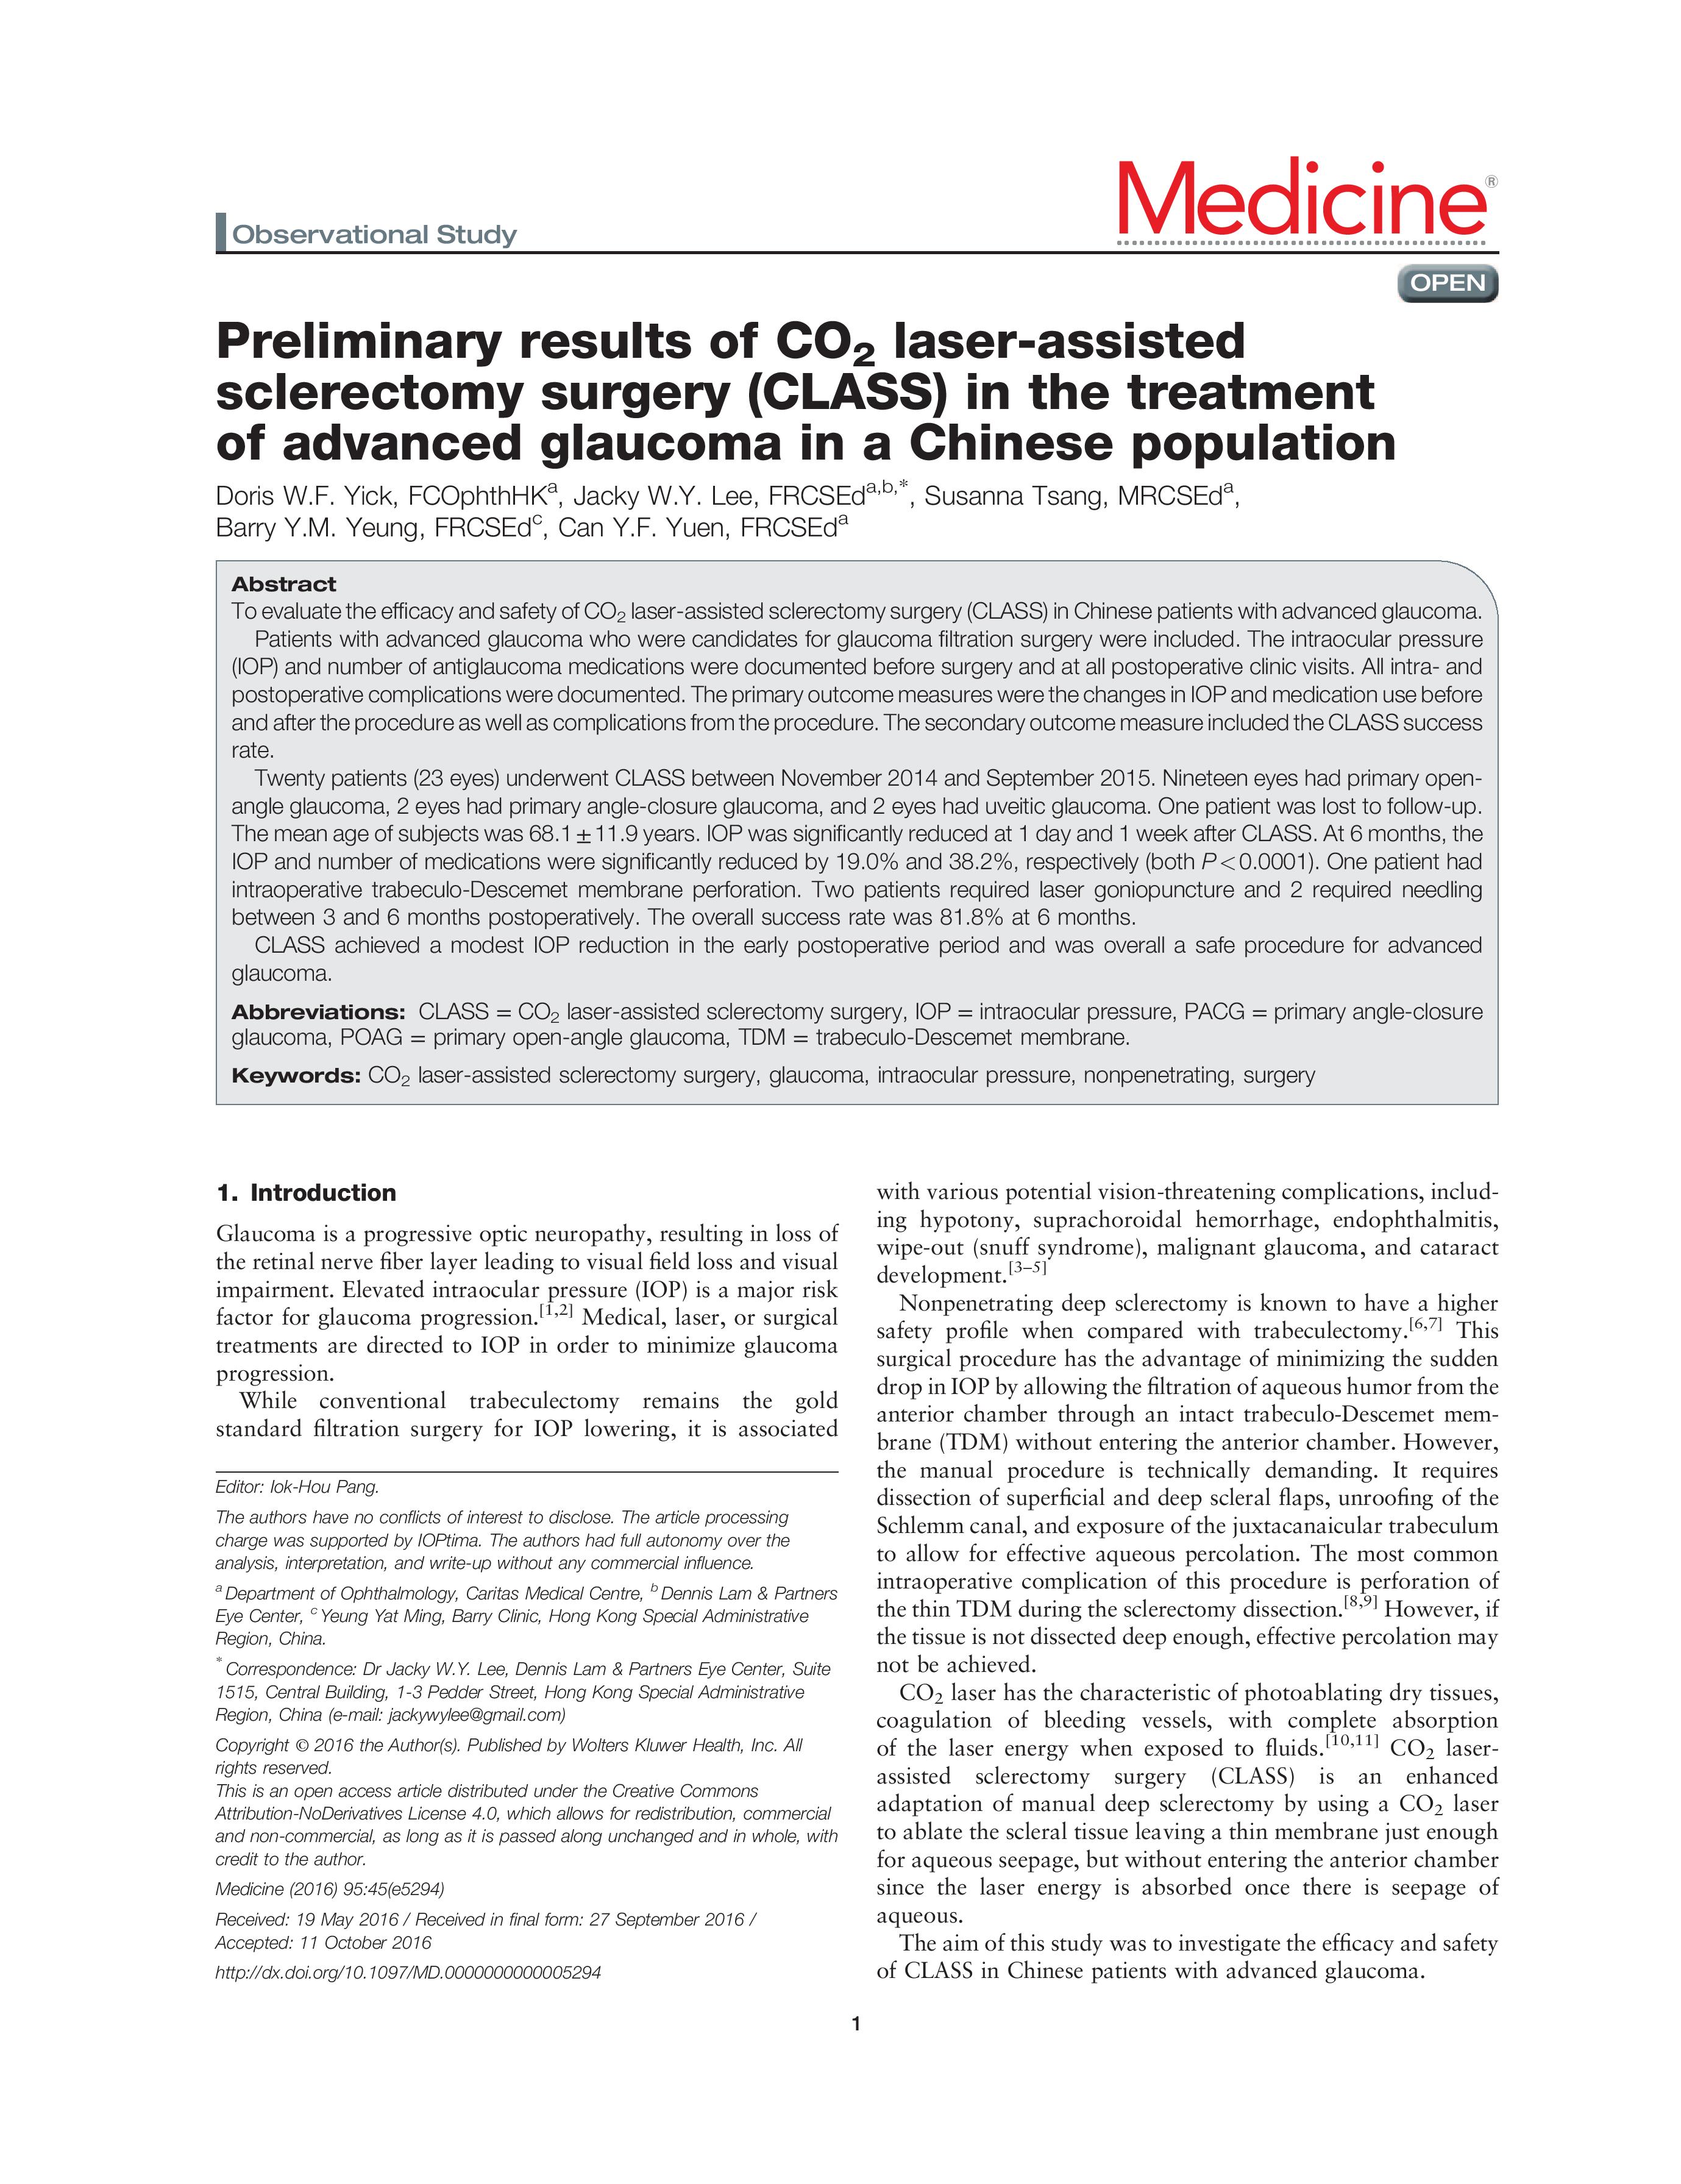 Observational Study
Medicine®
OPEN
Preliminary results of CO2 laser-assisted
sclerectomy surgery (CLASS) in the treatment
of advanced glaucoma in a Chinese population
Doris W.F. Yick, FCOphthHKa, Jacky W.Y. Lee, FRCSEda,b,*, Susanna Tsang, MRCSEda,
Barry Y.M. Yeung, FRCSEdc, Can Y.F. Yuen, FRCSEda
Abstract
To evaluate the efficacy and safety of CO2 laser-assisted sclerectomy surgery (CLASS) in Chinese patients with advanced glaucoma.
Patients with advanced glaucoma who were candidates for glaucoma filtration surgery were included. The intraocular pressure
(IOP) and number of antiglaucoma medications were documented before surgery and at all postoperative clinic visits. All intra- and
postoperative complications were documented. The primary outcome measures were the changes in IOP and medication use before
and after the procedure as well as complications from the procedure. The secondary outcome measure included the CLASS success
rate.
Twenty patients (23 eyes) underwent CLASS between November 2014 and September 2015. Nineteen eyes had primary open-
angle glaucoma, 2 eyes had primary angle-closure glaucoma, and 2 eyes had uveitic glaucoma. One patient was lost to follow-up.
The mean age of subjects was 68.1±11.9 years. IOP was significantly reduced at 1 day and 1 week after CLASS. At 6 months, the
IOP and number of medications were significantly reduced by 19.0% and 38.2%, respectively (both P<0.0001). One patient had
intraoperative trabeculo-Descemet membrane perforation. Two patients required laser goniopuncture and 2 required needling
between 3 and 6 months postoperatively. The overall success rate was 81.8% at 6 months.
CLASS achieved a modest IOP reduction in the early postoperative period and was overall a safe procedure for advanced
glaucoma.
Abbreviations: CLASS = CO2 laser-assisted sclerectomy surgery, IOP = intraocular pressure, PACG = primary angle-closure
glaucoma, POAG = primary open-angle glaucoma, TDM = trabeculo-Descemet membrane.
Keywords: CO2 laser-assisted sclerectomy surgery, glaucoma, intraocular pressure, nonpenetrating, surgery
1. Introduction
Glaucoma is a progressive optic neuropathy, resulting in loss of
the retinal nerve fiber layer leading to visual field loss and visual
impairment. Elevated intraocular pressure (IOP) is a major risk
factor for glaucoma progression.[1,2] Medical, laser, or surgical
treatments are directed to IOP in order to minimize glaucoma
progression.
While conventional trabeculectomy remains the gold
standard filtration surgery for IOP lowering, it is associated
Editor: Iok-Hou Pang.
The authors have no conflicts of interest to disclose. The article processing
charge was supported by IOPtima. The authors had full autonomy over the
analysis, interpretation, and write-up without any commercial influence.
a Department of Ophthalmology, Caritas Medical Centre, b Dennis Lam & Partners
Eye Center, c Yeung Yat Ming, Barry Clinic, Hong Kong Special Administrative
Region, China.
* Correspondence: Dr Jacky W.Y. Lee, Dennis Lam & Partners Eye Center, Suite
1515, Central Building, 1-3 Pedder Street, Hong Kong Special Administrative
Region, China (e-mail: jackywylee@gmail.com)
Copyright © 2016 the Author(s). Published by Wolters Kluwer Health, Inc. All
rights reserved.
This is an open access article distributed under the Creative Commons
Attribution-NoDerivatives License 4.0, which allows for redistribution, commercial
and non-commercial, as long as it is passed along unchanged and in whole, with
credit to the author.
Medicine (2016) 95:45(e5294)
Received: 19 May 2016 / Received in final form: 27 September 2016 /
Accepted: 11 October 2016
http://dx.doi.org/10.1097/MD.0000000000005294
with various potential vision-threatening complications, includ-
ing hypotony, suprachoroidal hemorrhage, endophthalmitis,
wipe-out (snuff syndrome), malignant glaucoma, and cataract
development.[3–5]
Nonpenetrating deep sclerectomy is known to have a higher
safety profile when compared with trabeculectomy.[6,7] This
surgical procedure has the advantage of minimizing the sudden
drop in IOP by allowing the filtration of aqueous humor from the
anterior chamber through an intact trabeculo-Descemet mem-
brane (TDM) without entering the anterior chamber. However,
the manual procedure is technically demanding. It requires
dissection of superficial and deep scleral flaps, unroofing of the
Schlemm canal, and exposure of the juxtacanaicular trabeculum
to allow for effective aqueous percolation. The most common
intraoperative complication of this procedure is perforation of
the thin TDM during the sclerectomy dissection.[8,9] However, if
the tissue is not dissected deep enough, effective percolation may
not be achieved.
CO2 laser has the characteristic of photoablating dry tissues,
coagulation of bleeding vessels, with complete absorption
of the laser energy when exposed to fluids.[10,11] CO2 laser-
assisted sclerectomy surgery (CLASS) is an enhanced
adaptation of manual deep sclerectomy by using a CO2 laser
to ablate the scleral tissue leaving a thin membrane just enough
for aqueous seepage, but without entering the anterior chamber
since the laser energy is absorbed once there is seepage of
aqueous.
The aim of this study was to investigate the efficacy and safety
of CLASS in Chinese patients with advanced glaucoma.
1